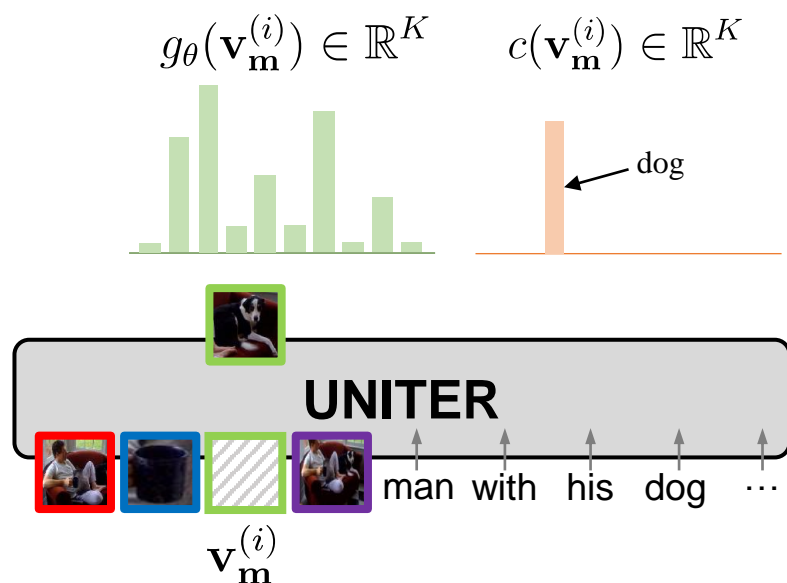 g_θ(v_m^(i)) ∈ ℝ^K
c(v_m^(i)) ∈ ℝ^K
dog
UNITER
man with his dog ···
v_m^(i)